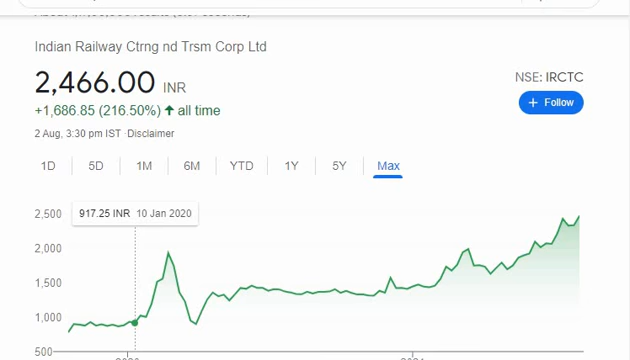 Indian Railway Ctrng nd Trsm Corp Ltd
2,466.00 INR
NSE: IRCTC
+1,686.85 (216.50%) ↑ all time
+ Follow
2 Aug, 3:30 pm IST · Disclaimer
1D 5D 1M 6M YTD 1Y 5Y Max
2,500
917.25 INR 10 Jan 2020
2,000
1,500
1,000
500